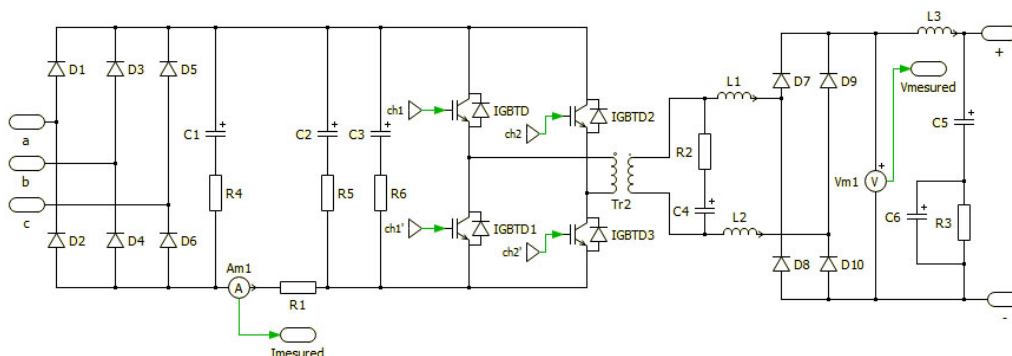 L3
+
L1
D7
D9
Vmesured
D1
D3
D5
ch1
IGBTD
ch2
IGBTD2
C5
a
C1
C2
C3
R2
b
Vm1
V
R4
R5
R6
Tr2
c
C4
L2
C6
R3
D2
D4
D6
ch1'
IGBTD1
ch2'
IGBTD3
D8
D10
Am1
A
R1
-
Imesured